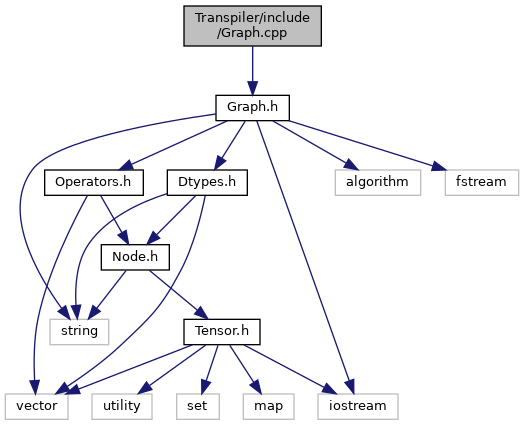 Transpiler/include
/Graph.cpp
Graph.h
Operators.h
Dtypes.h
algorithm
fstream
Node.h
string
Tensor.h
vector
utility
set
map
iostream